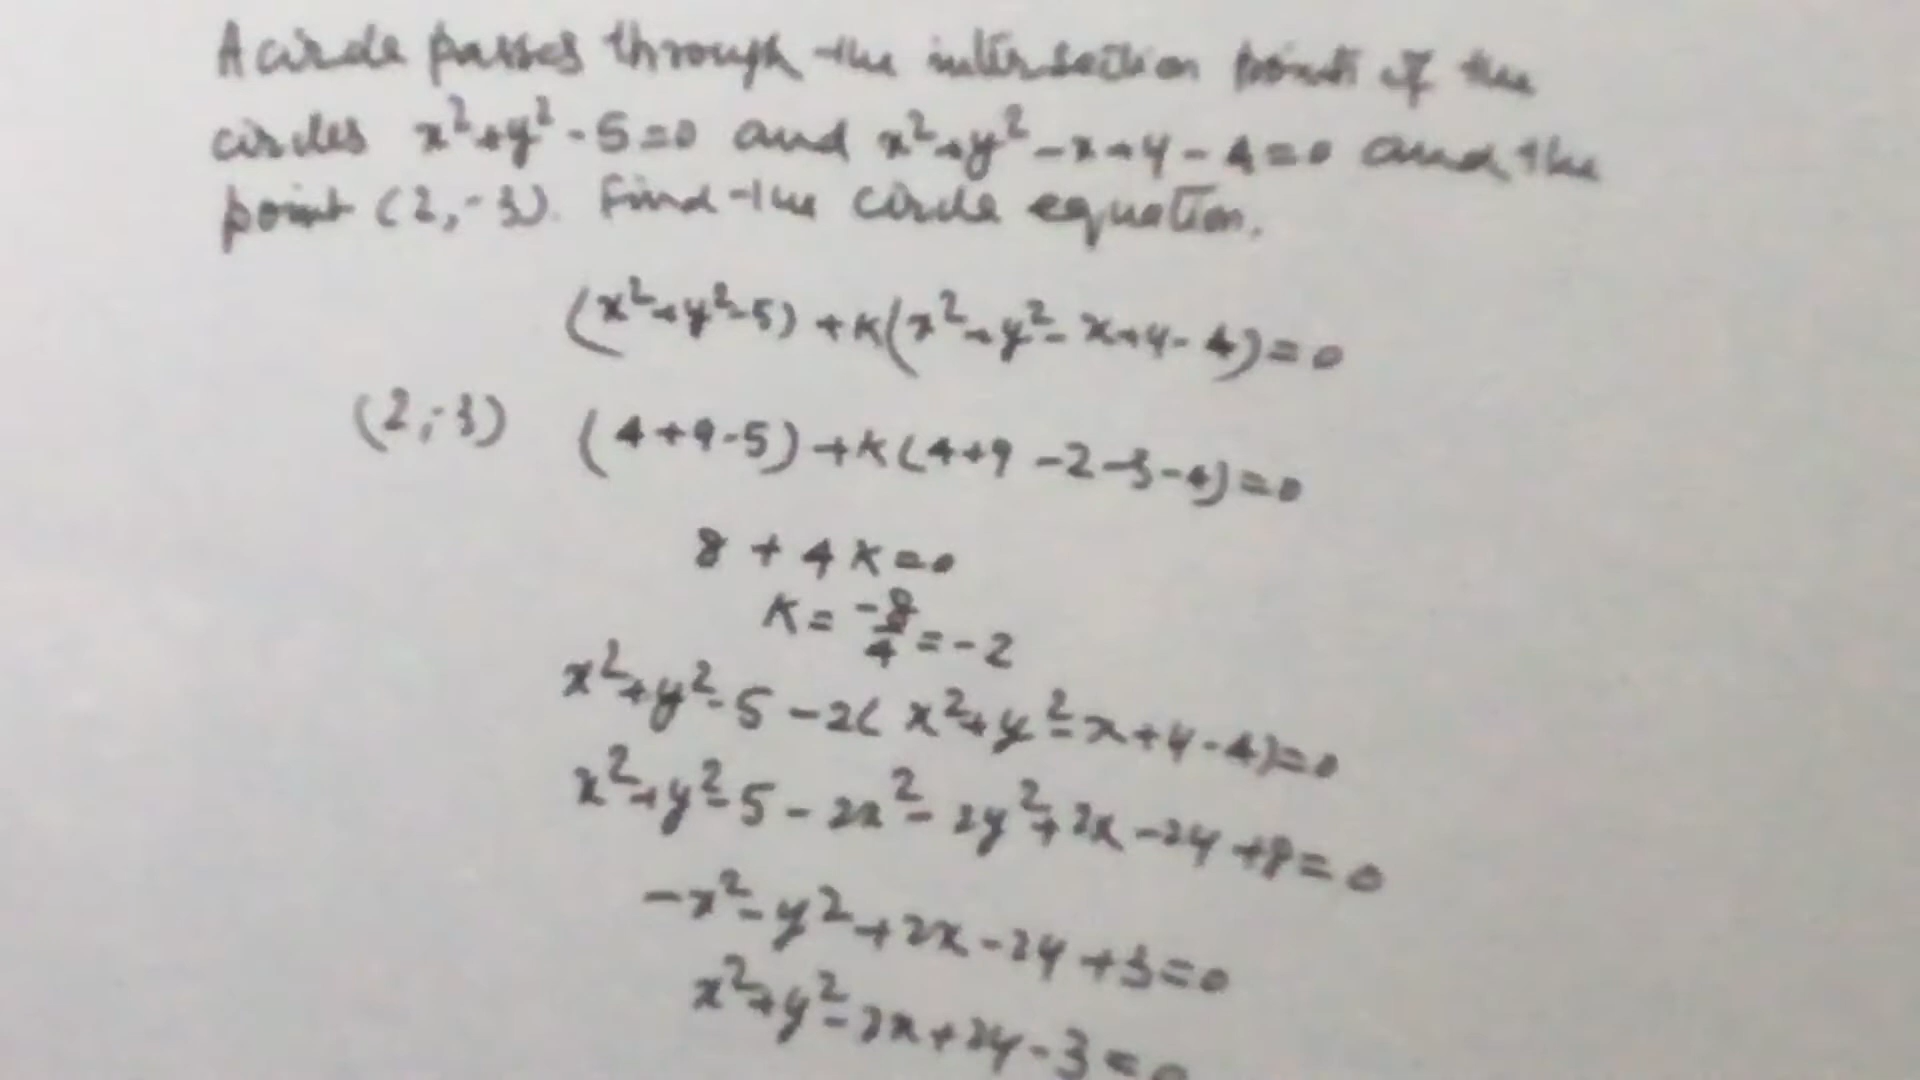 A circle passes through the intersection points of the
circles x²+y²-5=0 and x²+y²-x+y-4=0 and the
point (2,-3). Find the circle equation.
(x²+y²-5)+k(x²+y²-x+y-4)=0
(2,-3) (4+9-5)+k(4+9-2-3-4)=0
8+4k=0
k=-8/4=-2
x²+y²-5-2(x²+y²-x+y-4)=0
x²+y²-5-2x²-2y²+2x-2y+8=0
-x²-y²+2x-2y+3=0
x²+y²-2x+2y-3=0